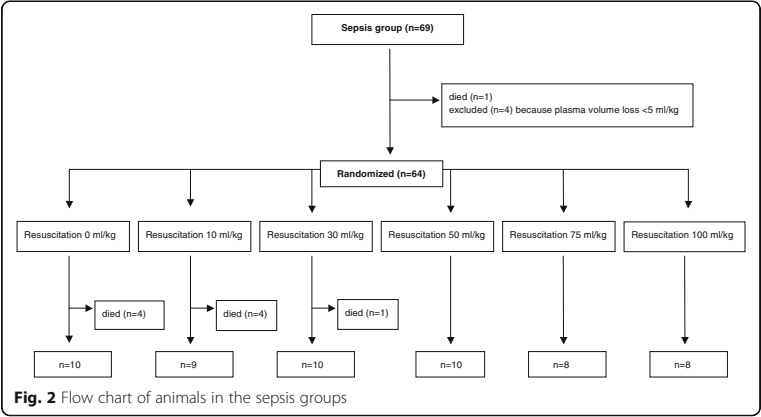 Sepsis group (n=69)
died (n=1)
excluded (n=4) because plasma volume loss <5 ml/kg
Randomized (n=64)
Resuscitation 0 ml/kg
Resuscitation 10 ml/kg
Resuscitation 30 ml/kg
Resuscitation 50 ml/kg
Resuscitation 75 ml/kg
Resuscitation 100 ml/kg
died (n=4)
died (n=4)
died (n=1)
n=10
n=9
n=10
n=10
n=8
n=8
Fig. 2 Flow chart of animals in the sepsis groups